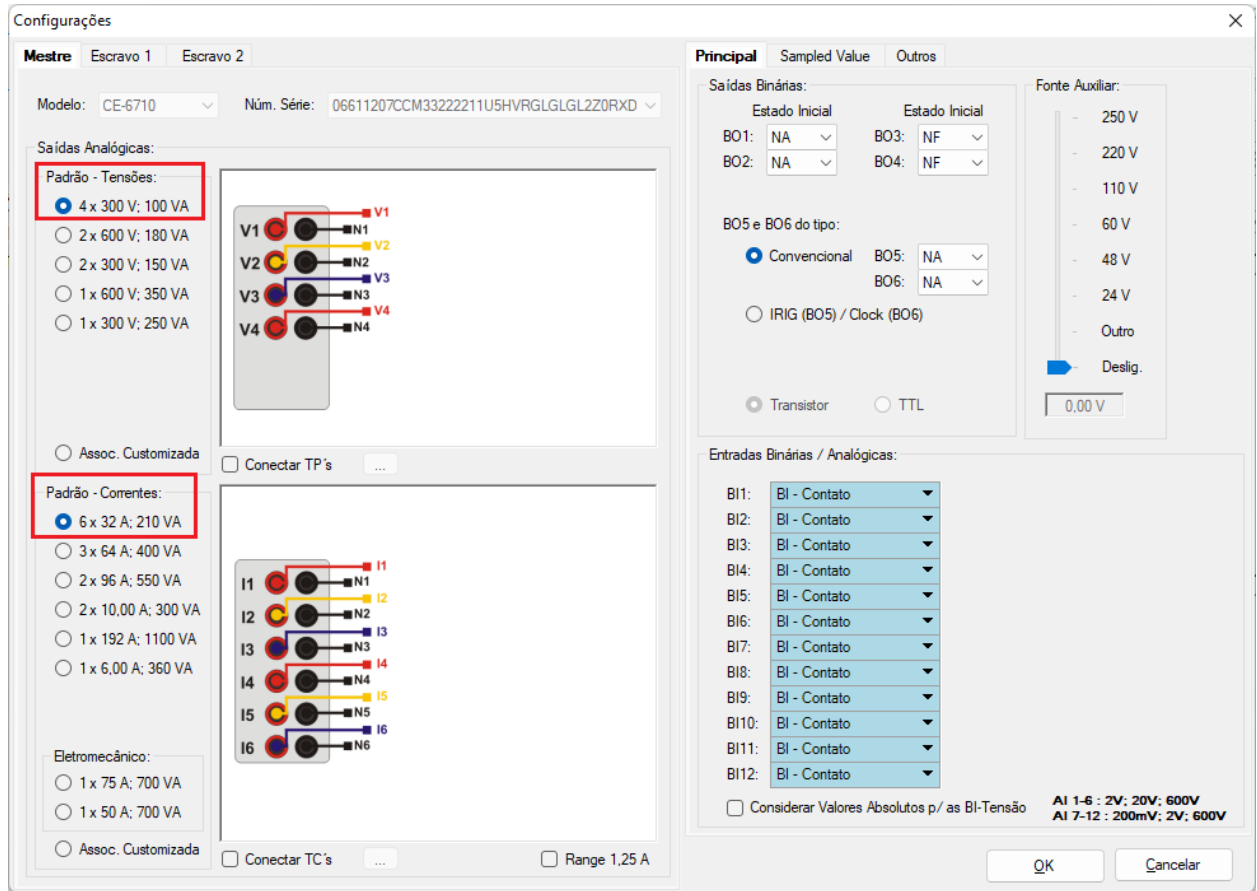 Configurações
Mestre Escravo 1 Escravo 2
Modelo: CE-6710 Núm. Série: 06611207CCM33222211U5HVRGLGLGL2Z0RXD
Saídas Analógicas:
Padrão - Tensões:
4 x 300 V; 100 VA
2 x 600 V; 180 VA
2 x 300 V; 150 VA
1 x 600 V; 350 VA
1 x 300 V; 250 VA
Assoc. Customizada
V1 V1
N1
V2 V2
N2
V3 V3
N3
V4 V4
N4
Conectar TP´s ...
Padrão - Correntes:
6 x 32 A; 210 VA
3 x 64 A; 400 VA
2 x 96 A; 550 VA
2 x 10,00 A; 300 VA
1 x 192 A; 1100 VA
1 x 6,00 A; 360 VA
Eletromecânico:
1 x 75 A; 700 VA
1 x 50 A; 700 VA
Assoc. Customizada
I1 I1
N1
I2 I2
N2
I3 I3
N3
I4 I4
N4
I5 I5
N5
I6 I6
N6
Conectar TC´s ... Range 1,25 A
Principal Sampled Value Outros
Saídas Binárias:
Estado Inicial Estado Inicial
BO1: NA BO3: NF
BO2: NA BO4: NF
BO5 e BO6 do tipo:
Convencional BO5: NA
BO6: NA
IRIG (BO5) / Clock (BO6)
Transistor TTL
Fonte Auxiliar:
250 V
220 V
110 V
60 V
48 V
24 V
Outro
Deslig.
0,00 V
Entradas Binárias / Analógicas:
BI1: BI - Contato
BI2: BI - Contato
BI3: BI - Contato
BI4: BI - Contato
BI5: BI - Contato
BI6: BI - Contato
BI7: BI - Contato
BI8: BI - Contato
BI9: BI - Contato
BI10: BI - Contato
BI11: BI - Contato
BI12: BI - Contato
Considerar Valores Absolutos p/ as BI-Tensão
AI 1-6 : 2V; 20V; 600V
AI 7-12 : 200mV; 2V; 600V
OK Cancelar